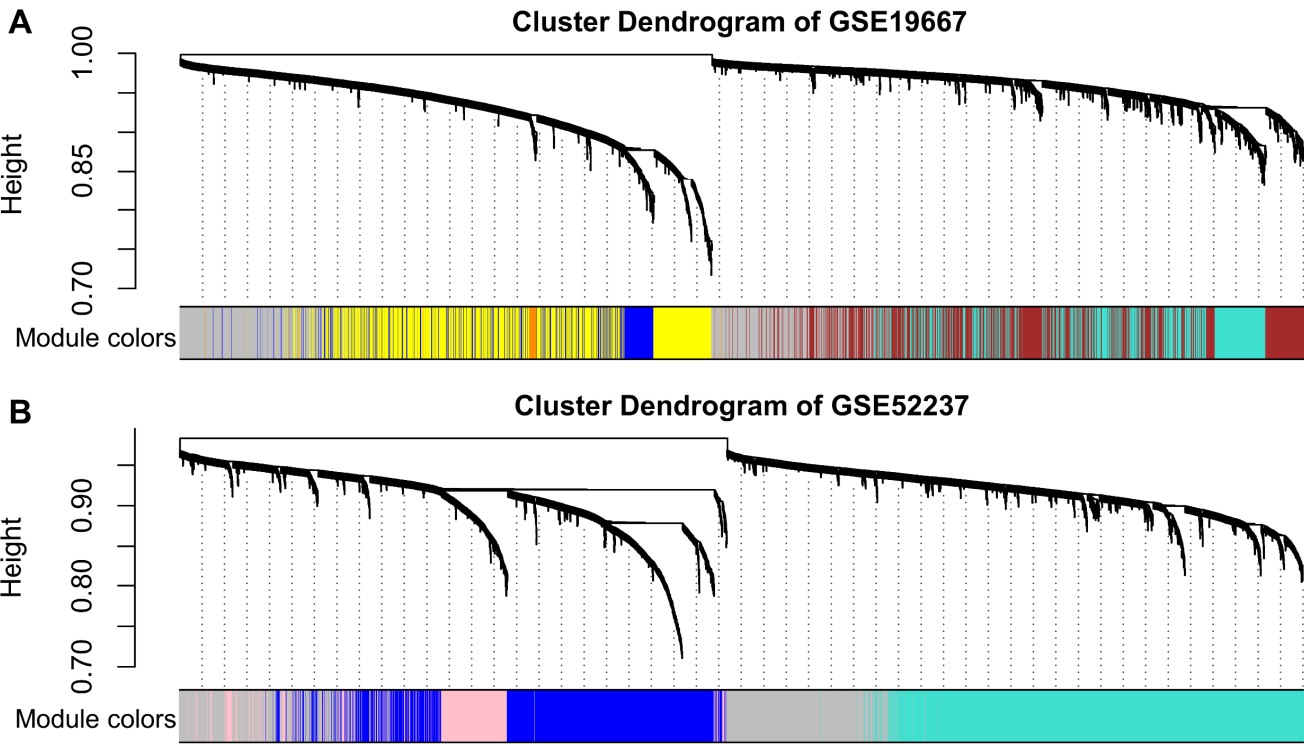 A
Cluster Dendrogram of GSE19667
Height
1.00
0.85
0.70
Module colors
B
Cluster Dendrogram of GSE52237
Height
0.90
0.80
0.70
Module colors